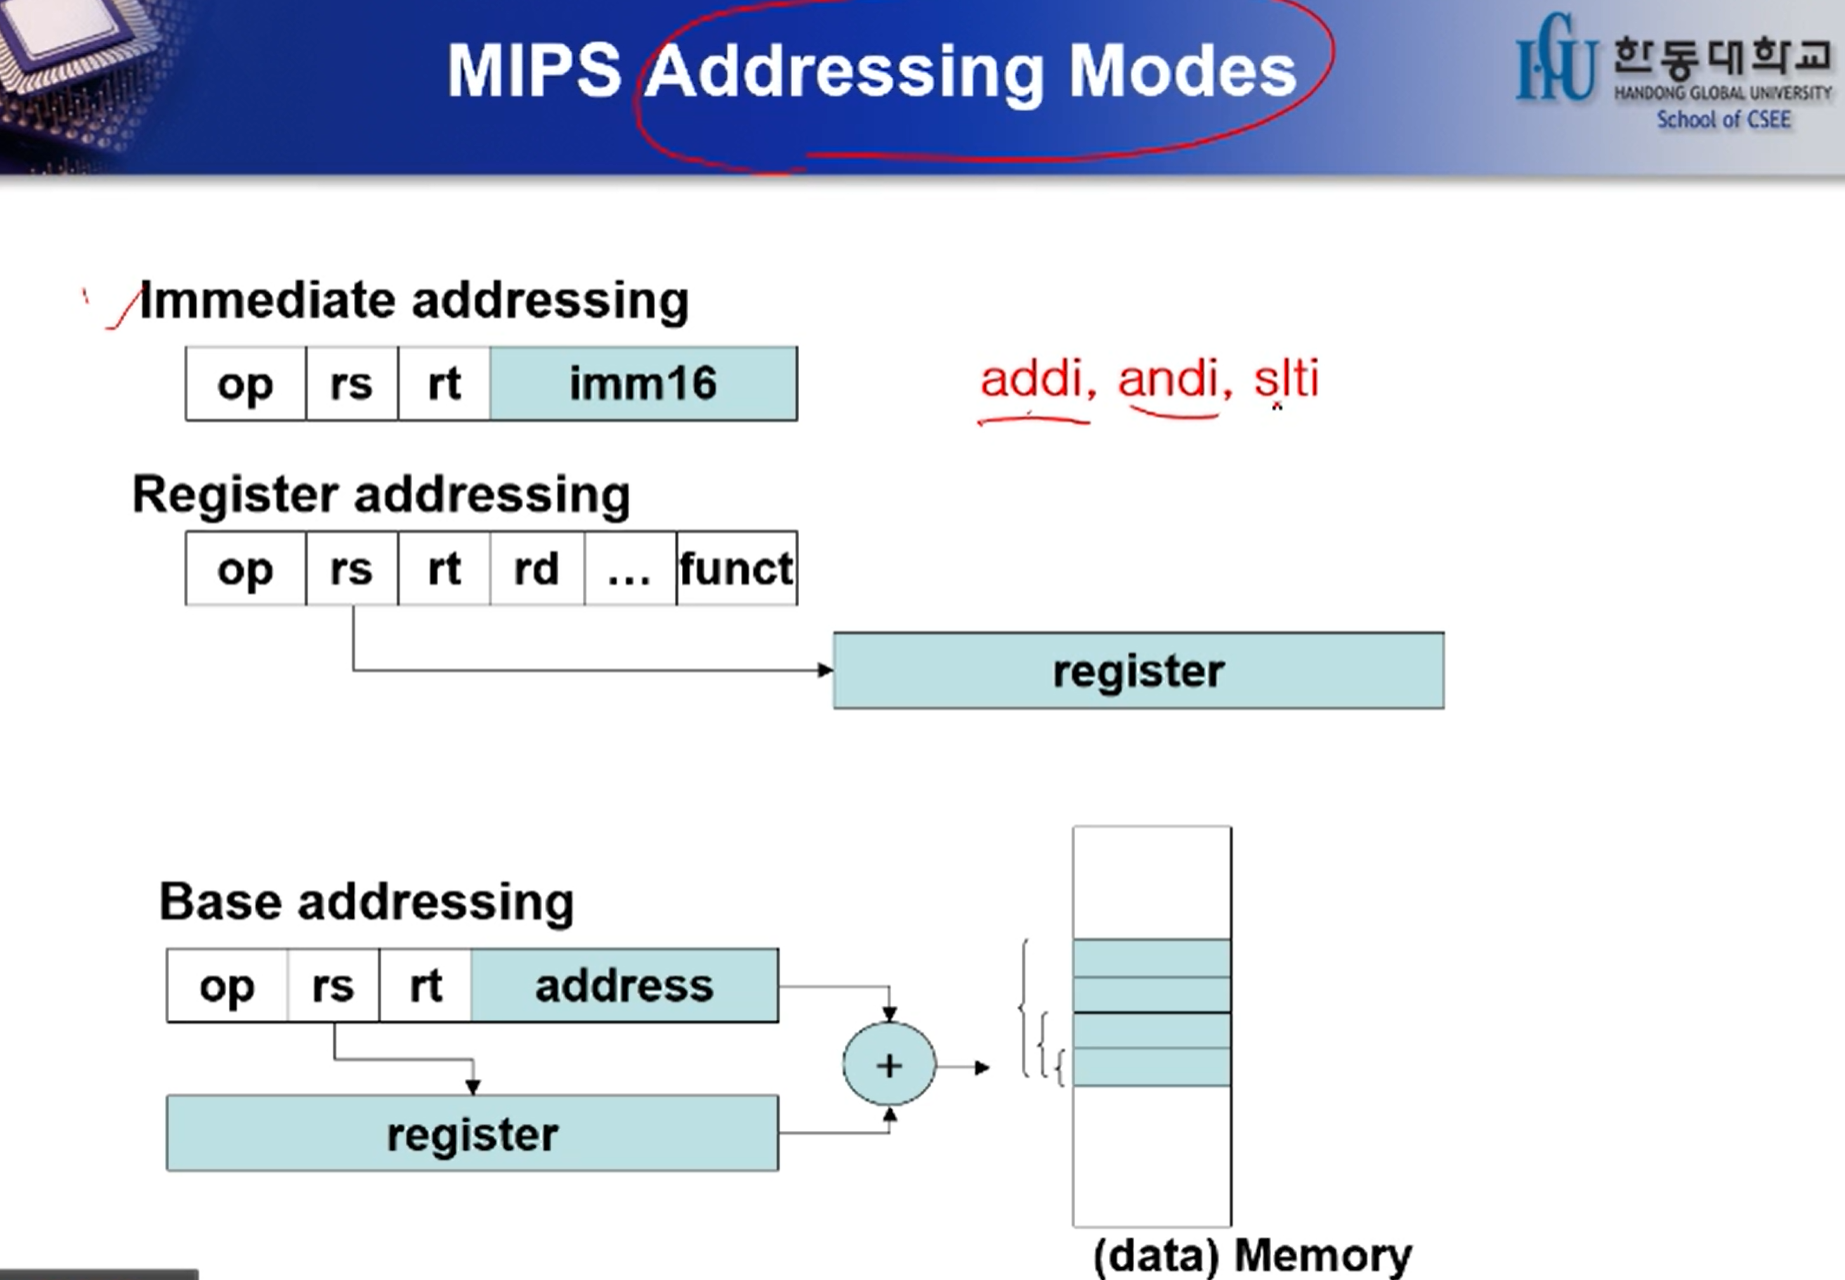 MIPS Addressing Modes
한동대학교
HANDONG GLOBAL UNIVERSITY
School of CSEE
Immediate addressing
op rs rt imm16
addi, andi, slti
Register addressing
op rs rt rd ... funct
register
Base addressing
op rs rt address
+
register
(data) Memory